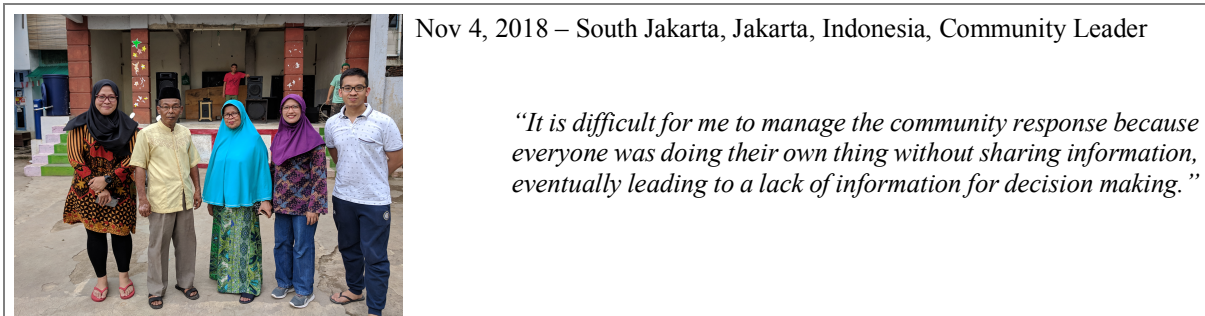 Nov 4, 2018 – South Jakarta, Jakarta, Indonesia, Community Leader
“It is difficult for me to manage the community response because
everyone was doing their own thing without sharing information,
eventually leading to a lack of information for decision making.”